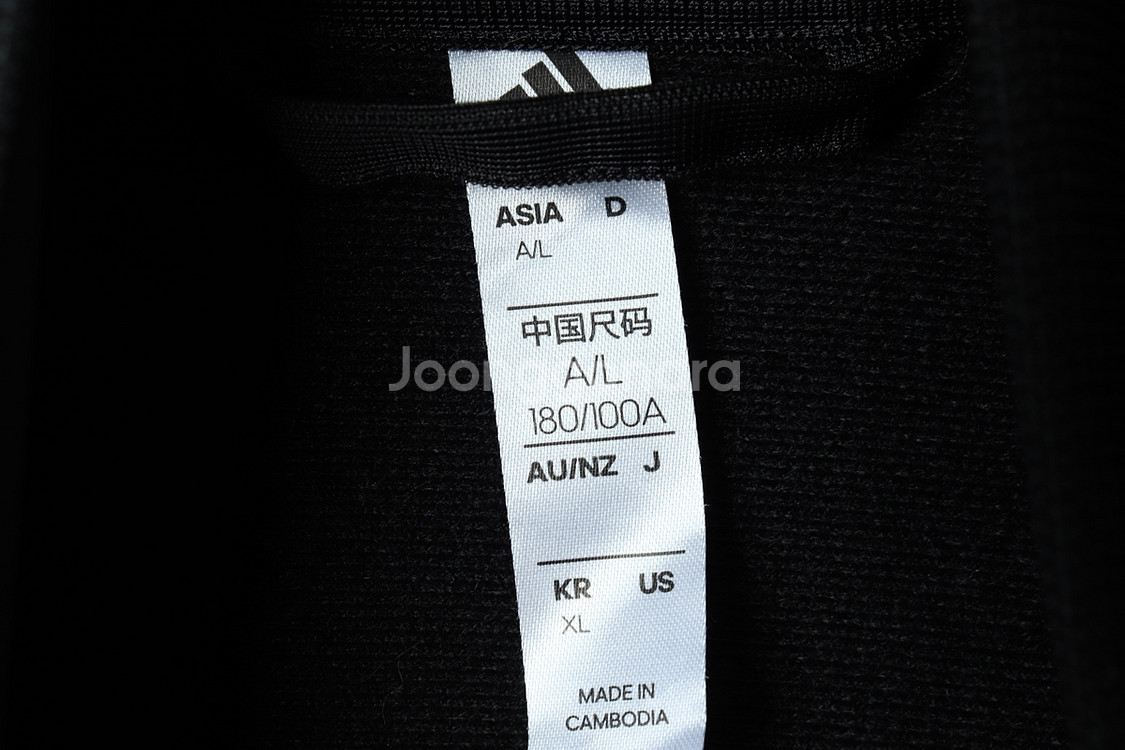 ASIA D
A/L
中国尺码
A/L
180/100A
AU/NZ J
KR US
XL
MADE IN
CAMBODIA